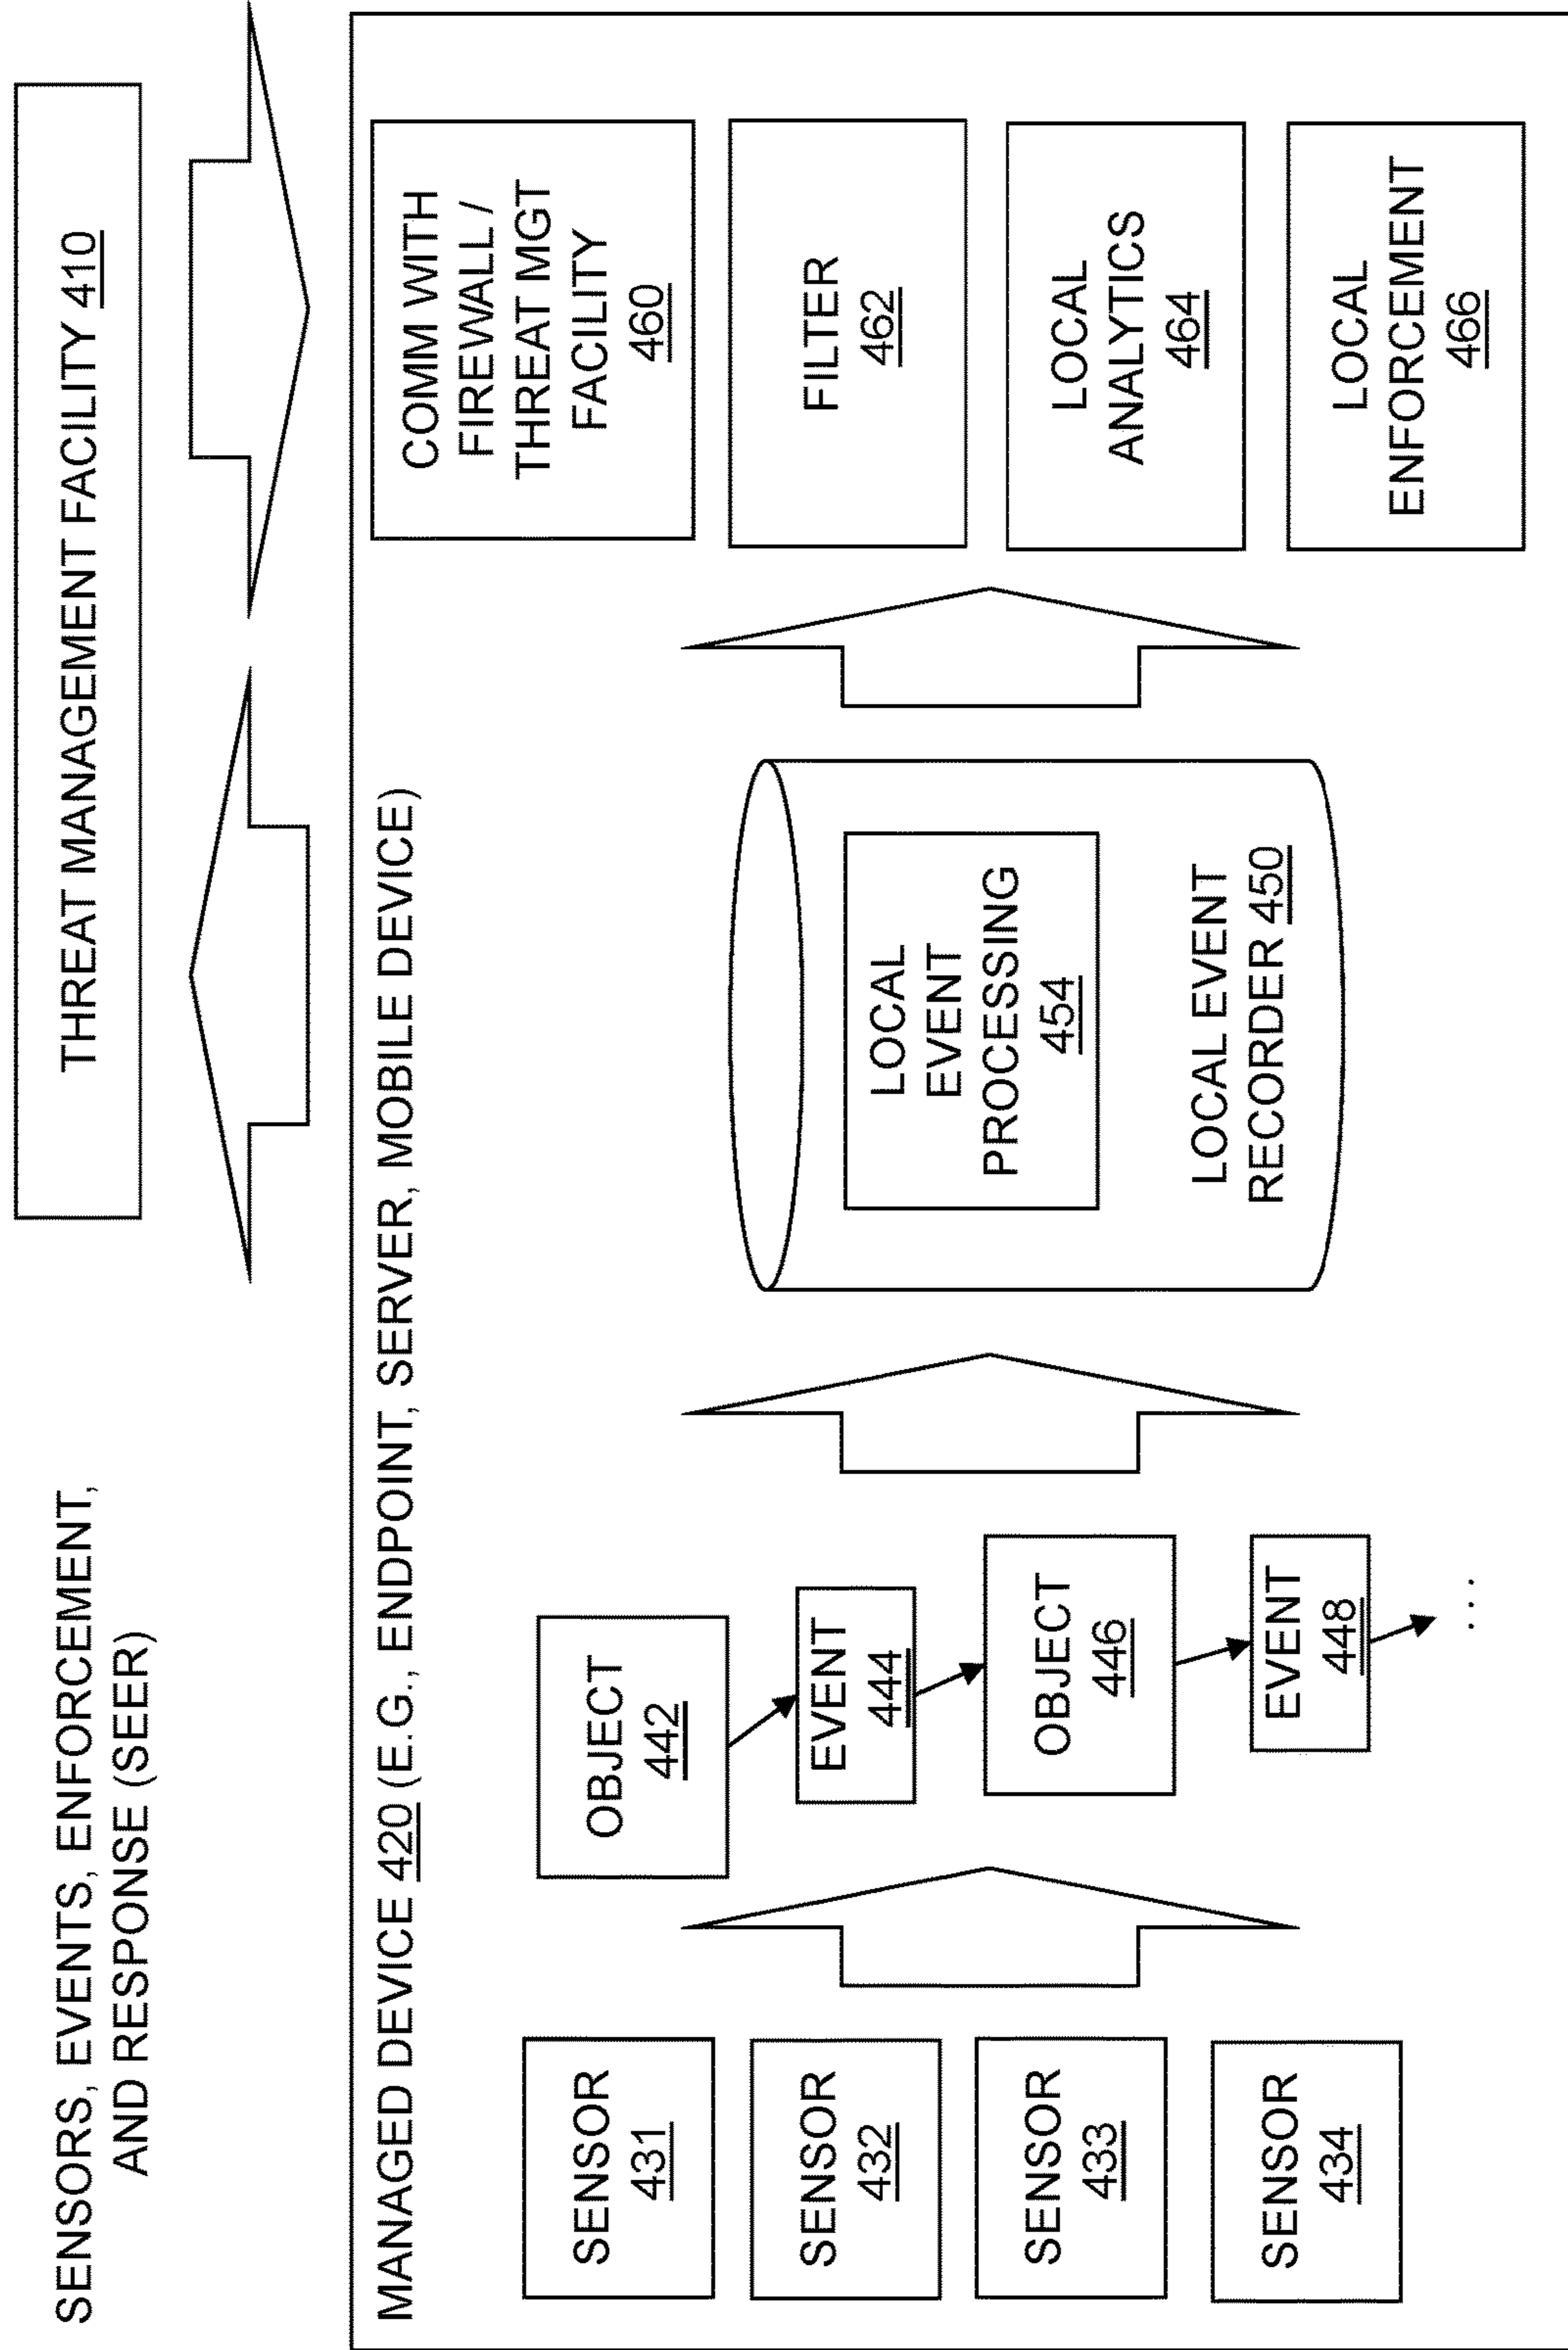 SENSORS, EVENTS, ENFORCEMENT,
AND RESPONSE (SEER)
THREAT MANAGEMENT FACILITY 410
MANAGED DEVICE 420 (E.G., ENDPOINT, SERVER, MOBILE DEVICE)
SENSOR
431
SENSOR
432
SENSOR
433
SENSOR
434
OBJECT
442
EVENT
444
OBJECT
446
EVENT
448
...
LOCAL
EVENT
PROCESSING
454
LOCAL EVENT
RECORDER 450
COMM WITH
FIREWALL /
THREAT MGT
FACILITY
460
FILTER
462
LOCAL
ANALYTICS
464
LOCAL
ENFORCEMENT
466